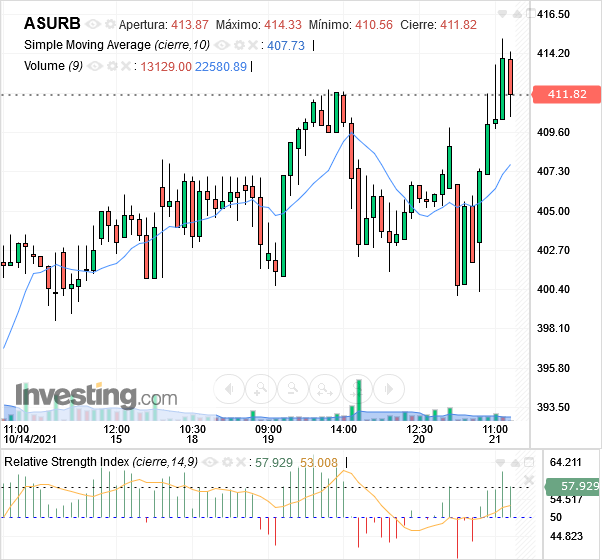 416.50
ASURB Apertura: 413.87 Máximo: 414.33 Mínimo: 410.56 Cierre: 411.82
Simple Moving Average (cierre,10) : 407.73
414.20
Volume (9) : 13129.00 22580.89
411.82
409.60
407.30
405.00
402.70
400.40
398.10
395.80
Investing.com
393.50
11:00 12:00 10:30 09:00 14:00 12:30 11:00
10/14/2021 15 18 19 20 21
Relative Strength Index (cierre,14,9) : 57.929 53.008
64.211
57.929
54.517
50
44.823